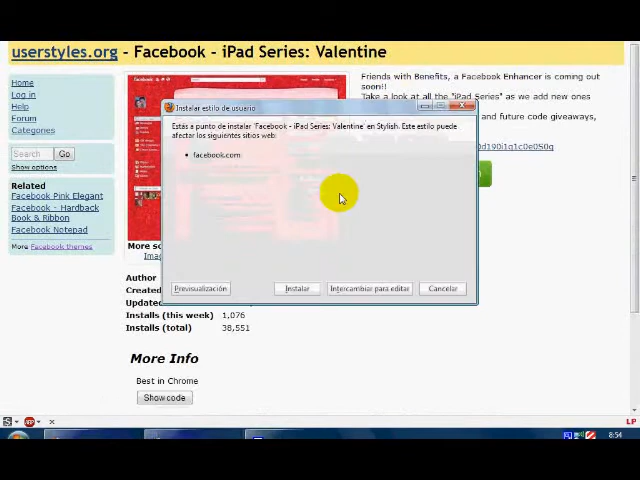 userstyles.org - Facebook - iPad Series: Valentine
Home
Log in
Help
Forum
Categories
Search
Go
Show options
Related
Facebook Pink Elegant
Facebook - Hardback
Book & Ribbon
Facebook Notepad
More Facebook themes
Friends with Benefits, a Facebook Enhancer is coming out
soon!!
Take a look at all the "iPad Series" as we add new ones
and future code giveaways,
0d190i1q1c0e050g
Instalar estilo de usuario
Estás a punto de instalar 'Facebook - iPad Series: Valentine' en Stylish. Este estilo puede
afectar los siguientes sitios web:
facebook.com
Previsualización
Instalar
Intercambiar para editar
Cancelar
More
Author
Created
Installs (this week) 1,076
Installs (total) 38,551
More Info
Best in Chrome
Show code
LP
8:54